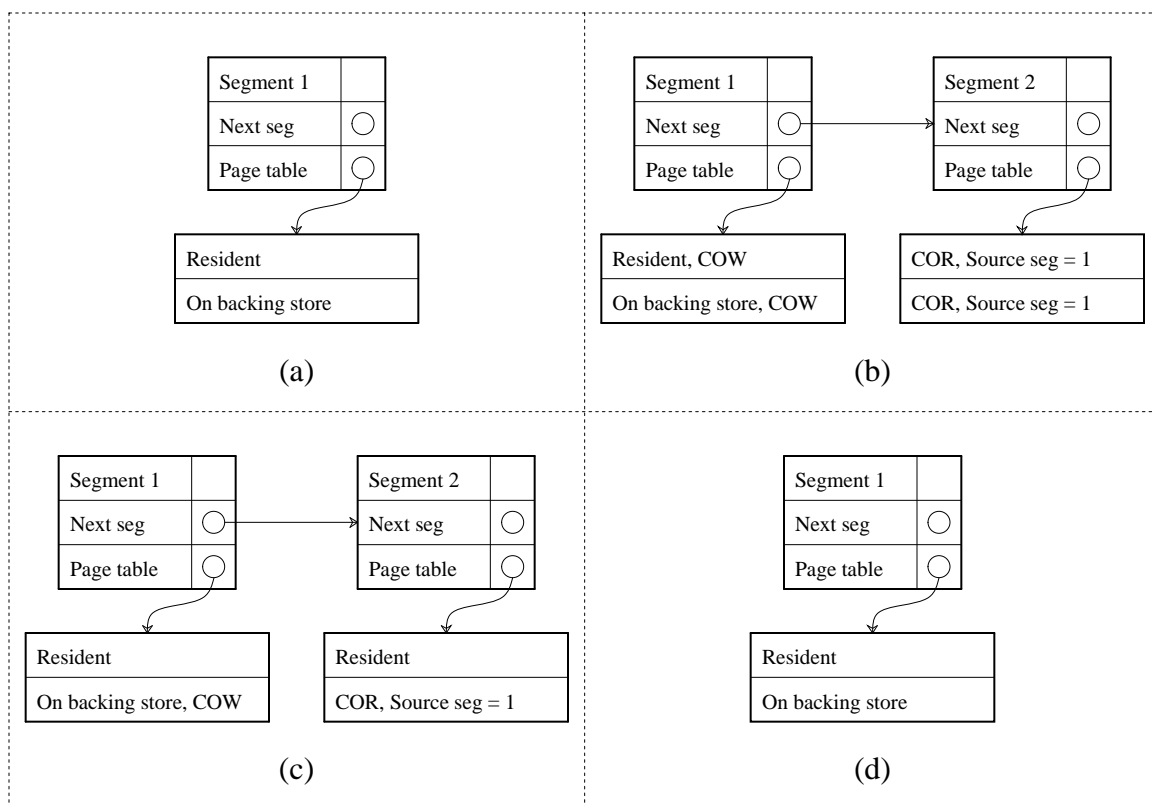 Segment 1
Next seg
Page table
Resident
On backing store
(a)
Segment 1
Next seg
Page table
Segment 2
Next seg
Page table
Resident, COW
On backing store, COW
COR, Source seg = 1
COR, Source seg = 1
(b)
Segment 1
Next seg
Page table
Segment 2
Next seg
Page table
Resident
On backing store, COW
Resident
COR, Source seg = 1
(c)
Segment 1
Next seg
Page table
Resident
On backing store
(d)